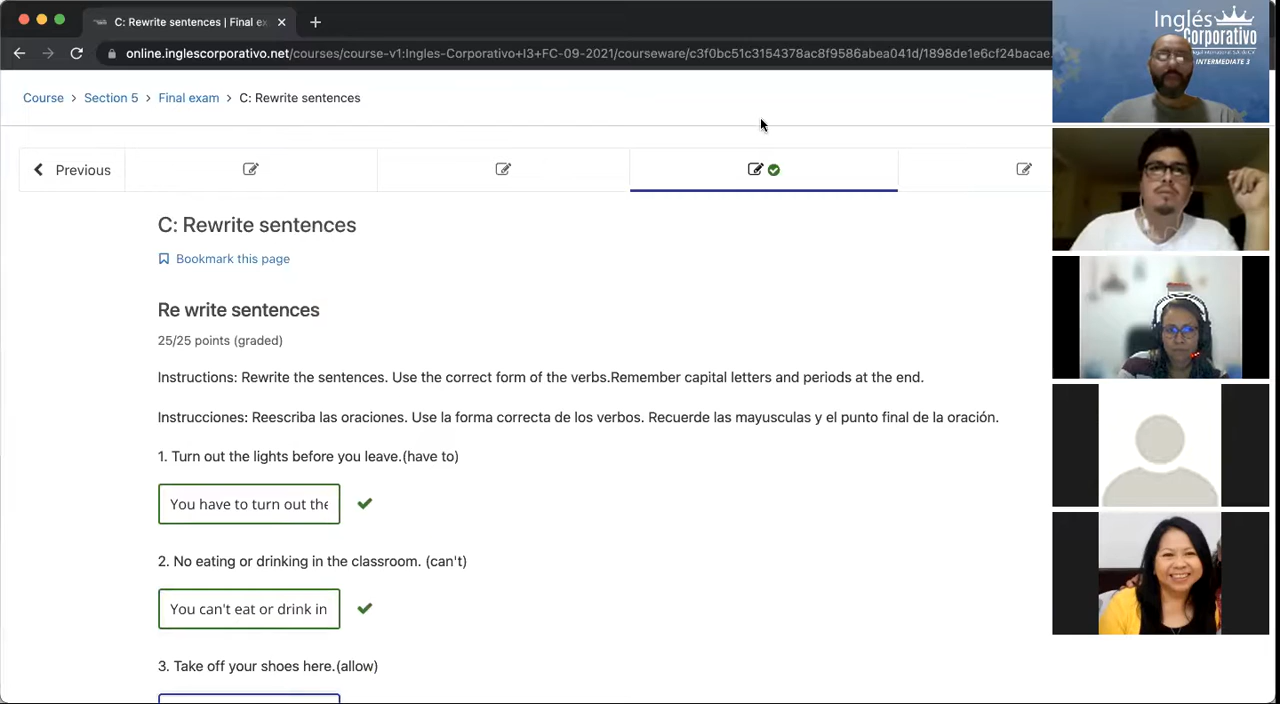 C: Rewrite sentences | Final ex
online.inglescorporativo.net/courses/course-v1:Ingles-Corporativo+I3FC-09-2021/courseware/c3f0bc51c3154378ac8f9586abea041d/1898de1e6cf24bacae
Inglés
Corporativo
INTERMEDIATE 3
Course > Section 5 > Final exam > C: Rewrite sentences
Previous
C: Rewrite sentences
Bookmark this page
Re write sentences
25/25 points (graded)
Instructions: Rewrite the sentences. Use the correct form of the verbs.Remember capital letters and periods at the end.
Instrucciones: Reescriba las oraciones. Use la forma correcta de los verbos. Recuerde las mayusculas y el punto final de la oración.
1. Turn out the lights before you leave.(have to)
You have to turn out the
2. No eating or drinking in the classroom. (can't)
You can't eat or drink in
3. Take off your shoes here.(allow)